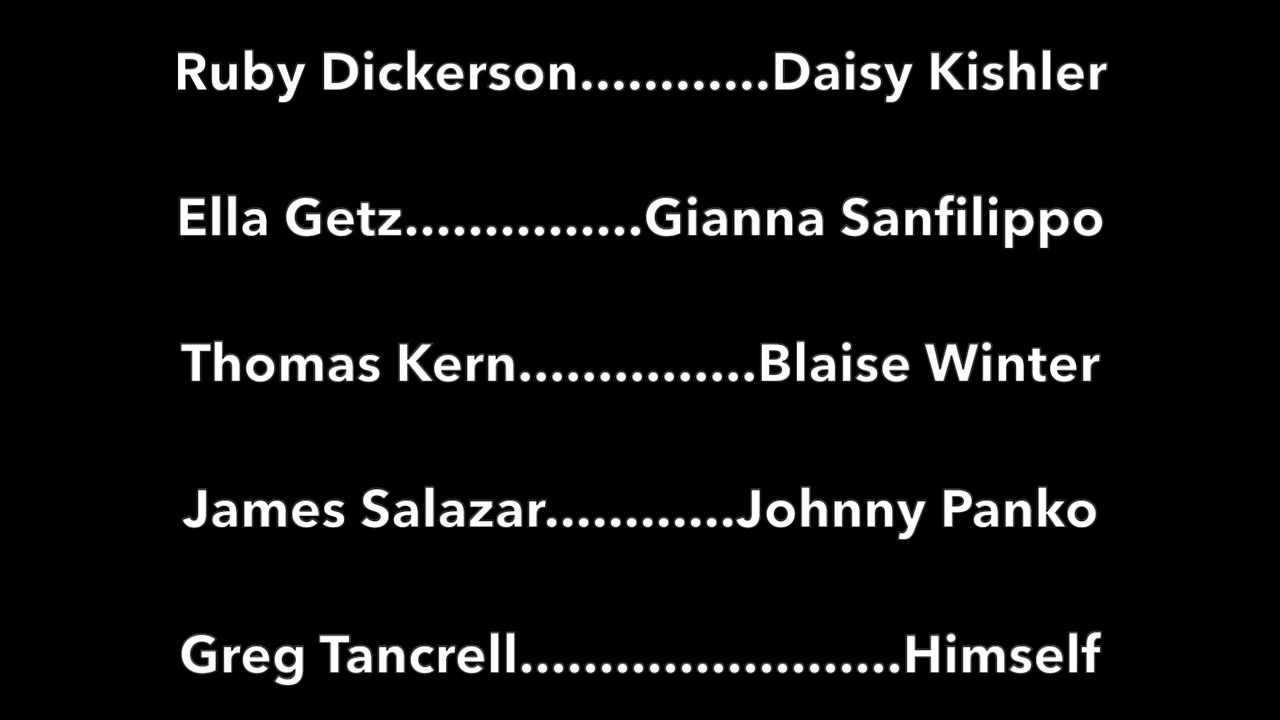 Ruby Dickerson............Daisy Kishler
Ella Getz...............Gianna Sanfilippo
Thomas Kern...............Blaise Winter
James Salazar............Johnny Panko
Greg Tancrell........................Himself